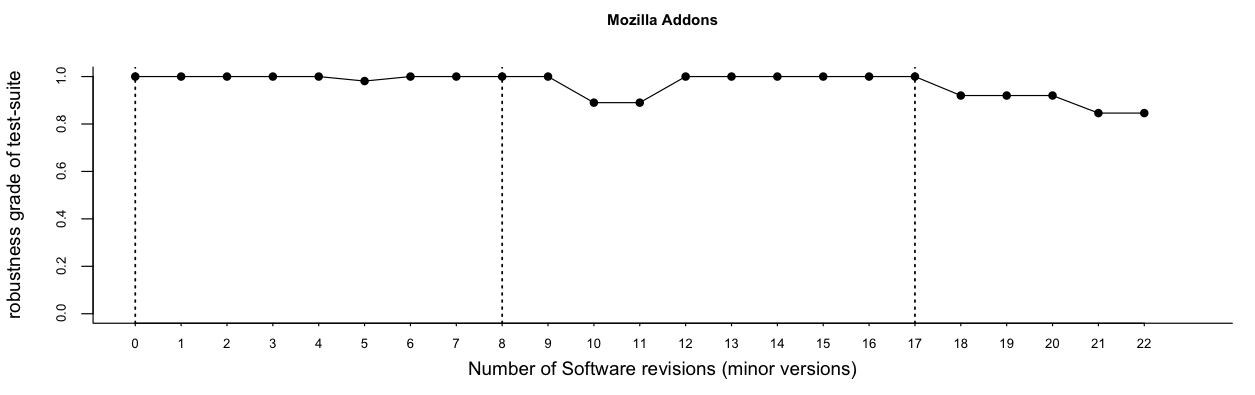 Mozilla Addons
robustness grade of test-suite
1.0
0.8
0.6
0.4
0.2
0.0
0 1 2 3 4 5 6 7 8 9 10 11 12 13 14 15 16 17 18 19 20 21 22
Number of Software revisions (minor versions)